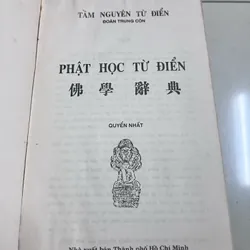 TẦM NGUYÊN TỪ ĐIỂN
ĐOÀN TRUNG CÒN
PHẬT HỌC TỪ ĐIỂN
佛學辭典
QUYỂN NHẤT
Nhà xuất bản Thành phố Hồ Chí Minh